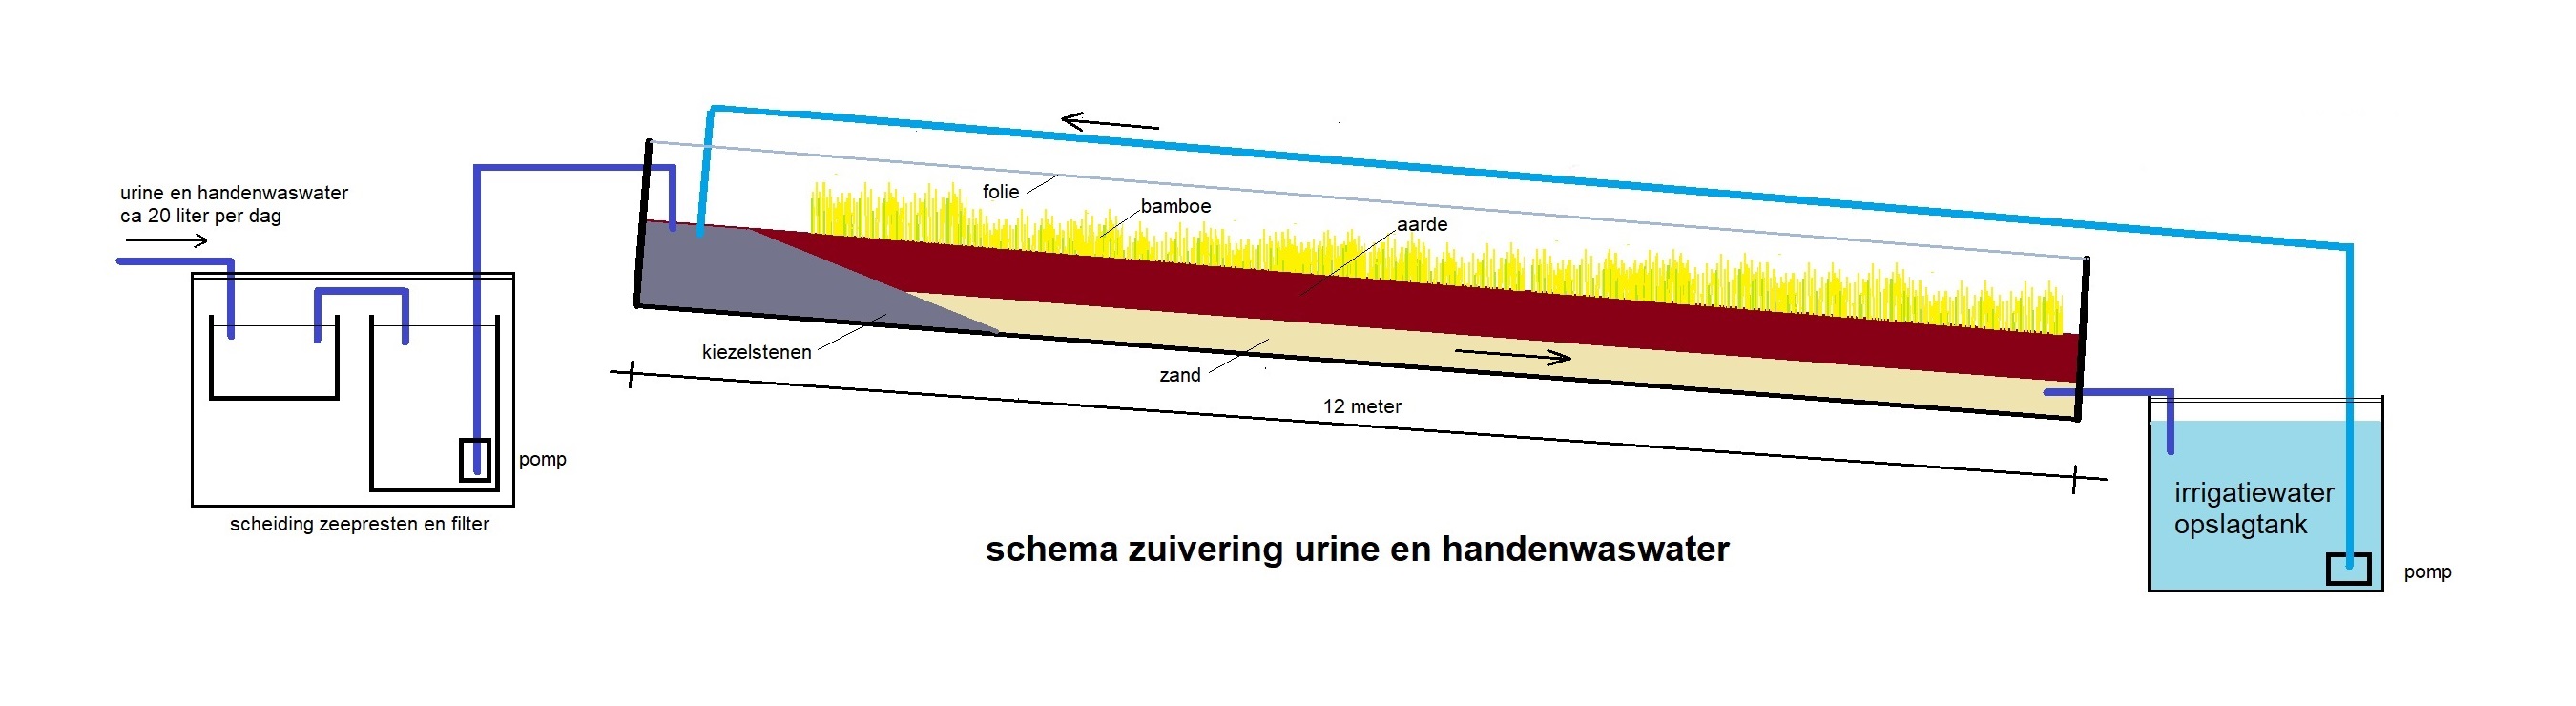 urine en handenwaswater
ca 20 liter per dag
pomp
scheiding zeepresten en filter
folie
bamboe
aarde
kiezelstenen
zand
12 meter
schema zuivering urine en handenwaswater
irrigatiewater
opslagtank
pomp